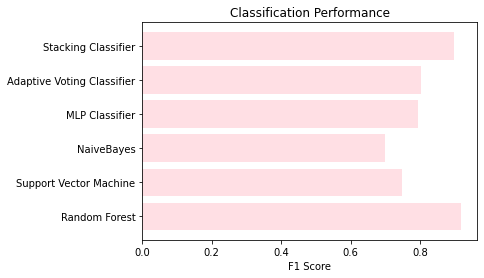 Classification Performance
Stacking Classifier
Adaptive Voting Classifier
MLP Classifier
NaiveBayes
Support Vector Machine
Random Forest
0.0 0.2 0.4 0.6 0.8
F1 Score